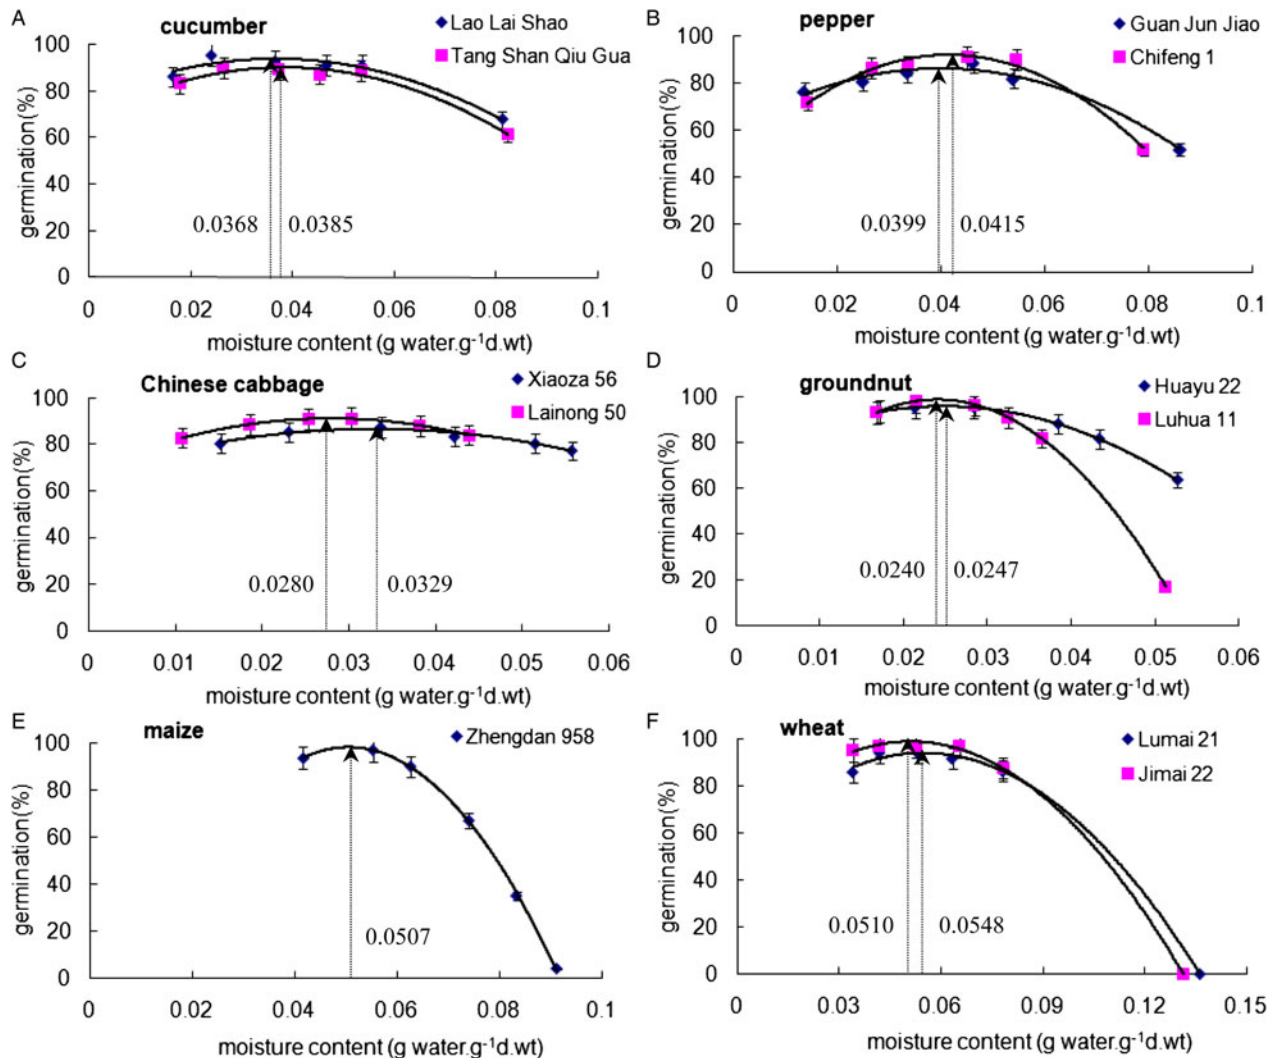 A
cucumber
Lao Lai Shao
Tang Shan Qiu Gua
germination(%)
100
80
60
40
20
0
0.0368
0.0385
0
0.02
0.04
0.06
0.08
0.1
moisture content (g water.g⁻¹d.wt)
B
pepper
Guan Jun Jiao
Chifeng 1
germination(%)
100
80
60
40
20
0
0.0399
0.0415
0
0.02
0.04
0.06
0.08
0.1
moisture content (g water.g⁻¹d.wt)
C
Chinese cabbage
Xiaoza 56
Lainong 50
germination(%)
100
80
60
40
20
0
0.0280
0.0329
0
0.01
0.02
0.03
0.04
0.05
0.06
moisture content (g water.g⁻¹d.wt)
D
groundnut
Huayu 22
Luhua 11
germination(%)
100
80
60
40
20
0
0.0240
0.0247
0
0.01
0.02
0.03
0.04
0.05
0.06
moisture content (g water.g⁻¹d.wt)
E
maize
Zhengdan 958
germination(%)
100
80
60
40
20
0
0.0507
0
0.02
0.04
0.06
0.08
0.1
moisture content (g water.g⁻¹d.wt)
F
wheat
Lumai 21
Jimai 22
germination(%)
100
80
60
40
20
0
0.0510
0.0548
0
0.03
0.06
0.09
0.12
0.15
moisture content (g water.g⁻¹d.wt)